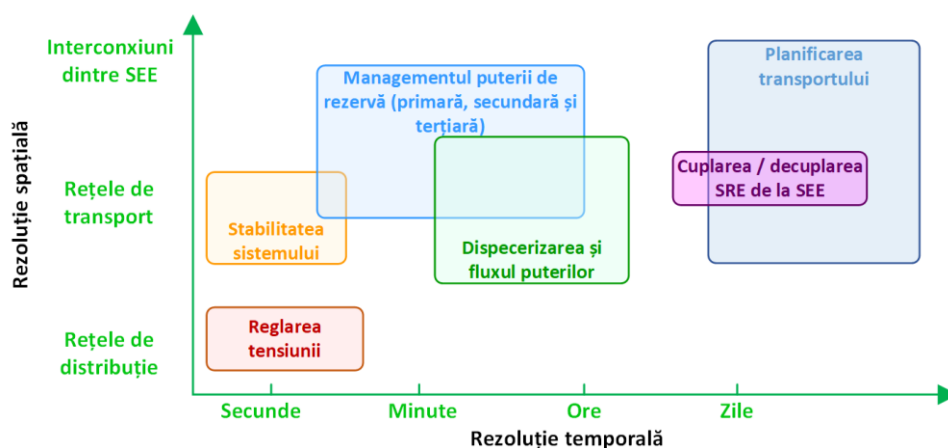 Interconxiuni
dintre SEE
Rețele de
transport
Rețele de
distribuție
Rezoluție spațială
Managementul puterii de
rezervă (primară, secundară și
terțiară)
Planificarea
transportului
Cuplarea / decuplarea
SRE de la SEE
Stabilitatea
sistemului
Dispecerizarea și
fluxul puterilor
Reglarea
tensiunii
Secunde
Minute
Ore
Zile
Rezoluție temporală